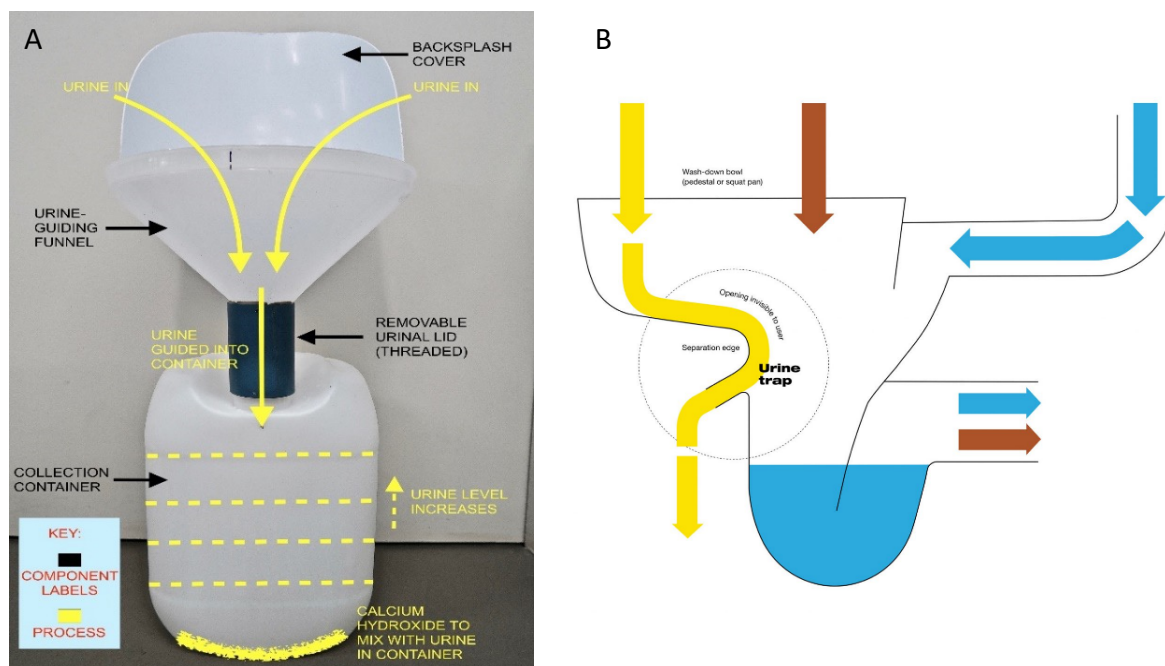 A
BACKSPLASH
COVER
URINE IN
URINE IN
URINE-
GUIDING
FUNNEL
REMOVABLE
URINAL LID
(THREADED)
URINE
GUIDED INTO
CONTAINER
COLLECTION
CONTAINER
URINE LEVEL
INCREASES
KEY:
COMPONENT
LABELS
PROCESS
CALCIUM
HYDROXIDE TO
MIX WITH URINE
IN CONTAINER
B
Wash-down bowl
(pedestal or squat pan)
Opening invisible to user
Separation edge
Urine
trap